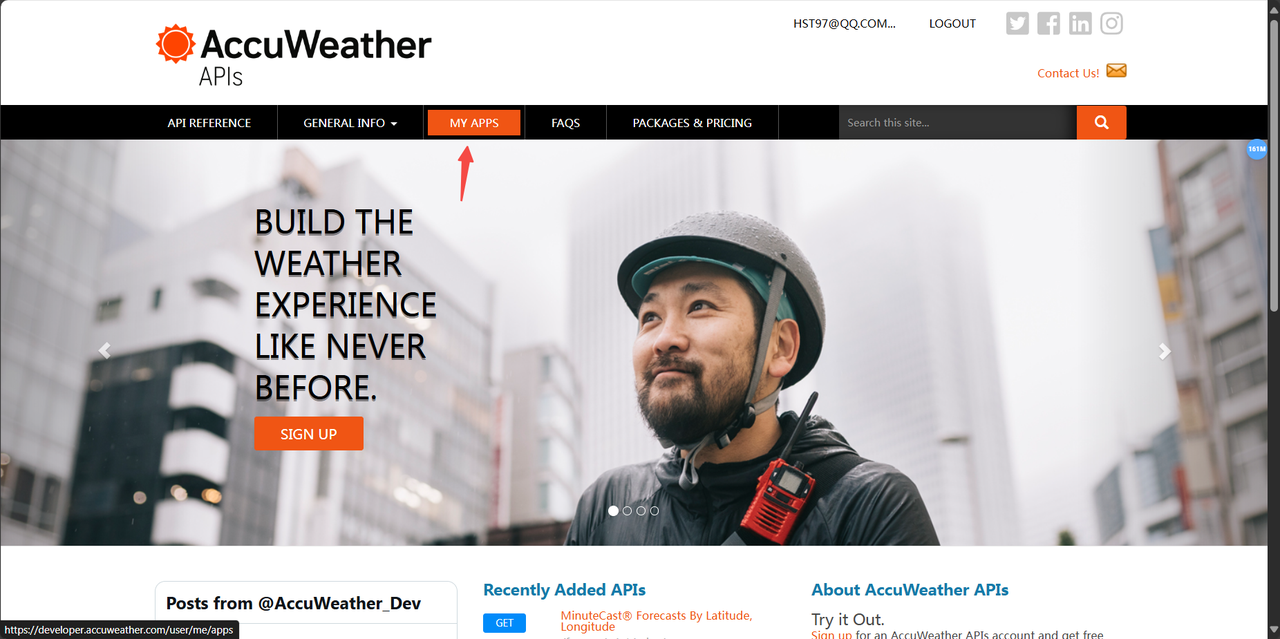 HST97@QQ.COM...
LOGOUT
AccuWeather
APIs
Contact Us!
API REFERENCE
GENERAL INFO
MY APPS
FAQS
PACKAGES & PRICING
Search this site...
161M
BUILD THE
WEATHER
EXPERIENCE
LIKE NEVER
BEFORE.
SIGN UP
Posts from @AccuWeather_Dev
Recently Added APIs
GET
MinuteCast® Forecasts By Latitude,
Longitude
About AccuWeather APIs
Try it Out.
Sign up for an AccuWeather APIs account and get free
https://developer.accuweather.com/user/me/apps